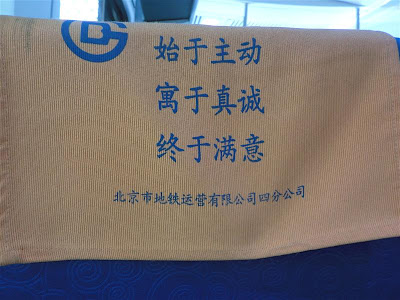 始于主动
寓于真诚
终于满意
北京市地铁运营有限公司四分公司